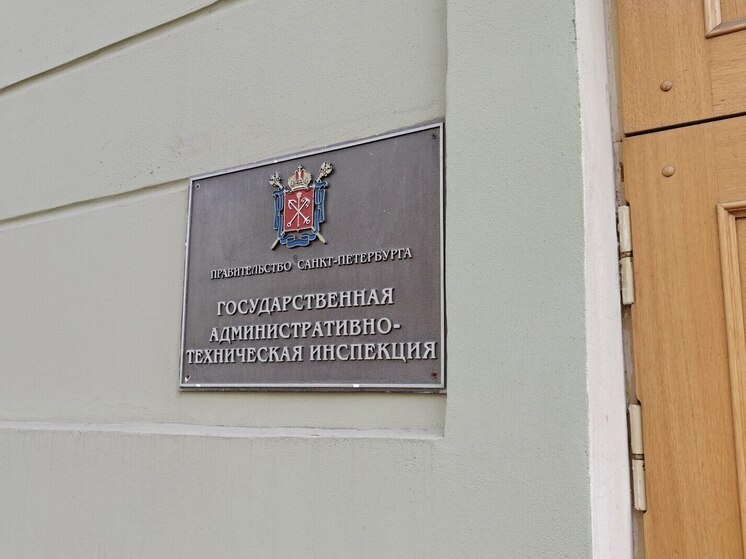 ПРАВИТЕЛЬСТВО САНКТ-ПЕТЕРБУРГА
ГОСУДАРСТВЕННАЯ
АДМИНИСТРАТИВНО-
ТЕХНИЧЕСКАЯ ИНСПЕКЦИЯ